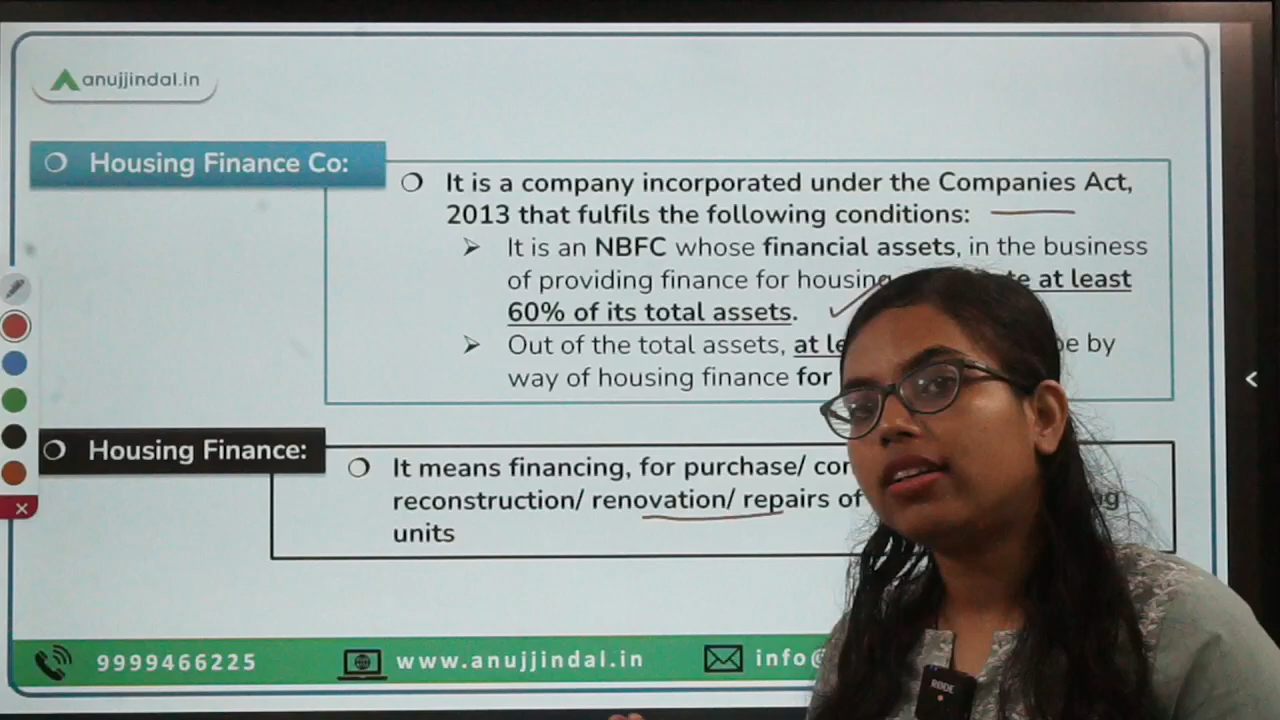 anujjindal.in
Housing Finance Co:
It is a company incorporated under the Companies Act,
2013 that fulfils the following conditions:
It is an NBFC whose financial assets, in the business
of providing finance for housing at least
60% of its total assets.
Out of the total assets, at be by
way of housing finance for
Housing Finance:
It means financing, for purchase/
reconstruction/ renovation/ repairs of
units
9999466225
www.anujjindal.in
RØDE